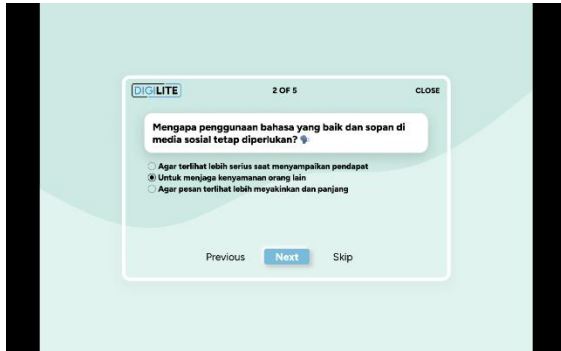 DIGILITE
2 OF 5
CLOSE
Mengapa penggunaan bahasa yang baik dan sopan di
media sosial tetap diperlukan? 🗣️
Agar terlihat lebih serius saat menyampaikan pendapat
Untuk menjaga kenyamanan orang lain
Agar pesan terlihat lebih meyakinkan dan panjang
Previous
Next
Skip